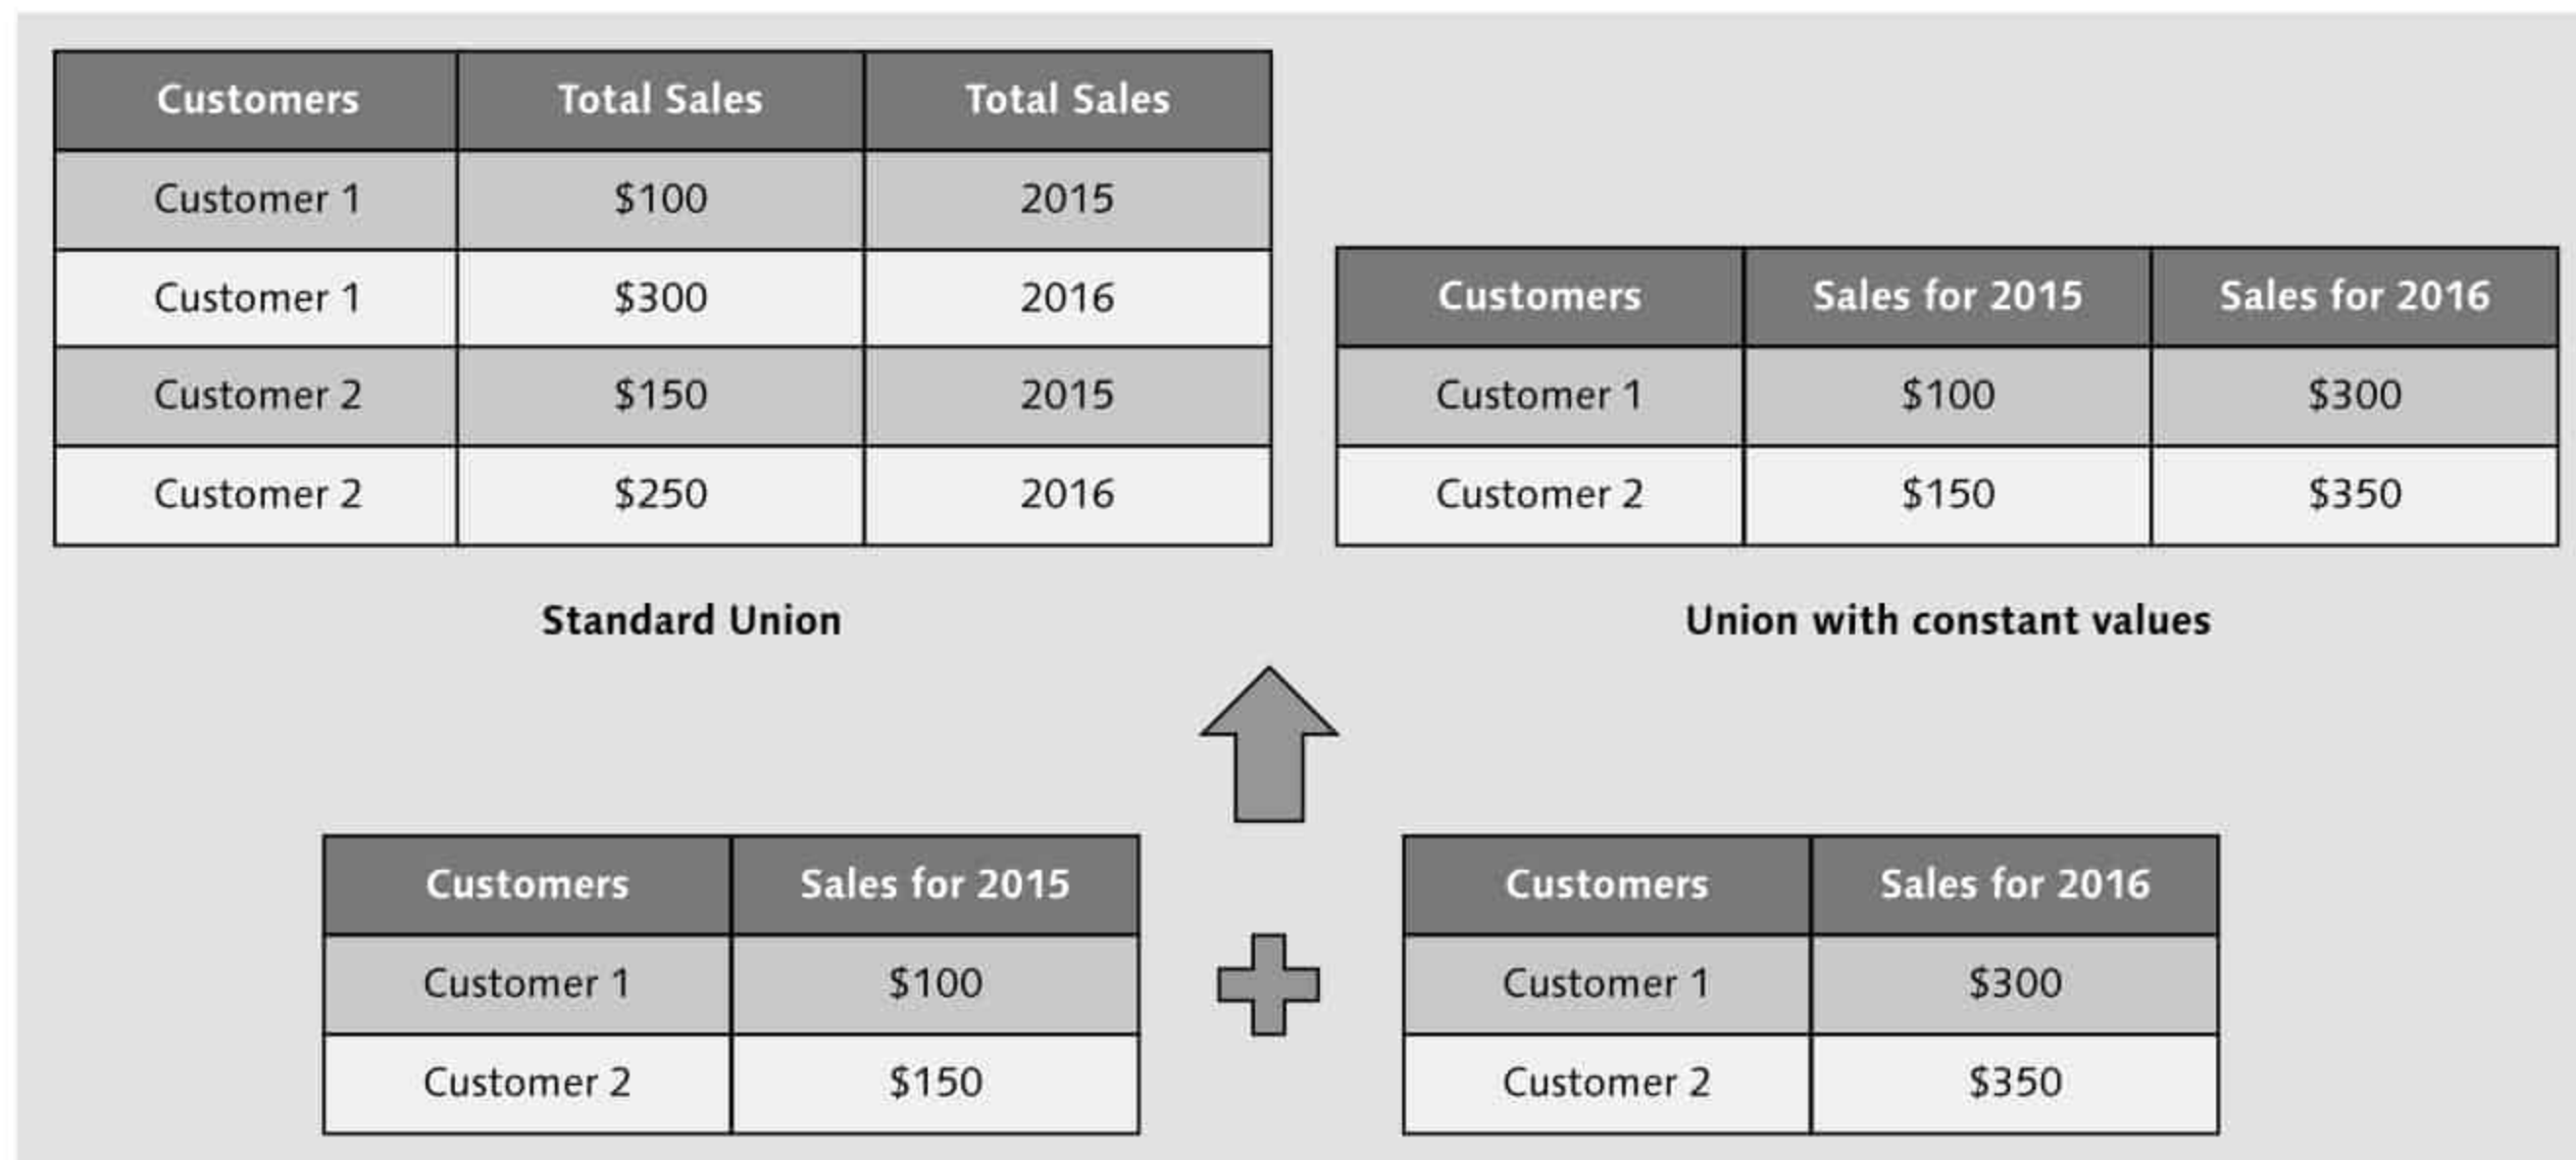 Customers Total Sales Total Sales
Customer 1 $100 2015
Customer 1 $300 2016
Customer 2 $150 2015
Customer 2 $250 2016
Standard Union
Customers Sales for 2015 Sales for 2016
Customer 1 $100 $300
Customer 2 $150 $350
Union with constant values
Customers Sales for 2015
Customer 1 $100
Customer 2 $150
Customers Sales for 2016
Customer 1 $300
Customer 2 $350